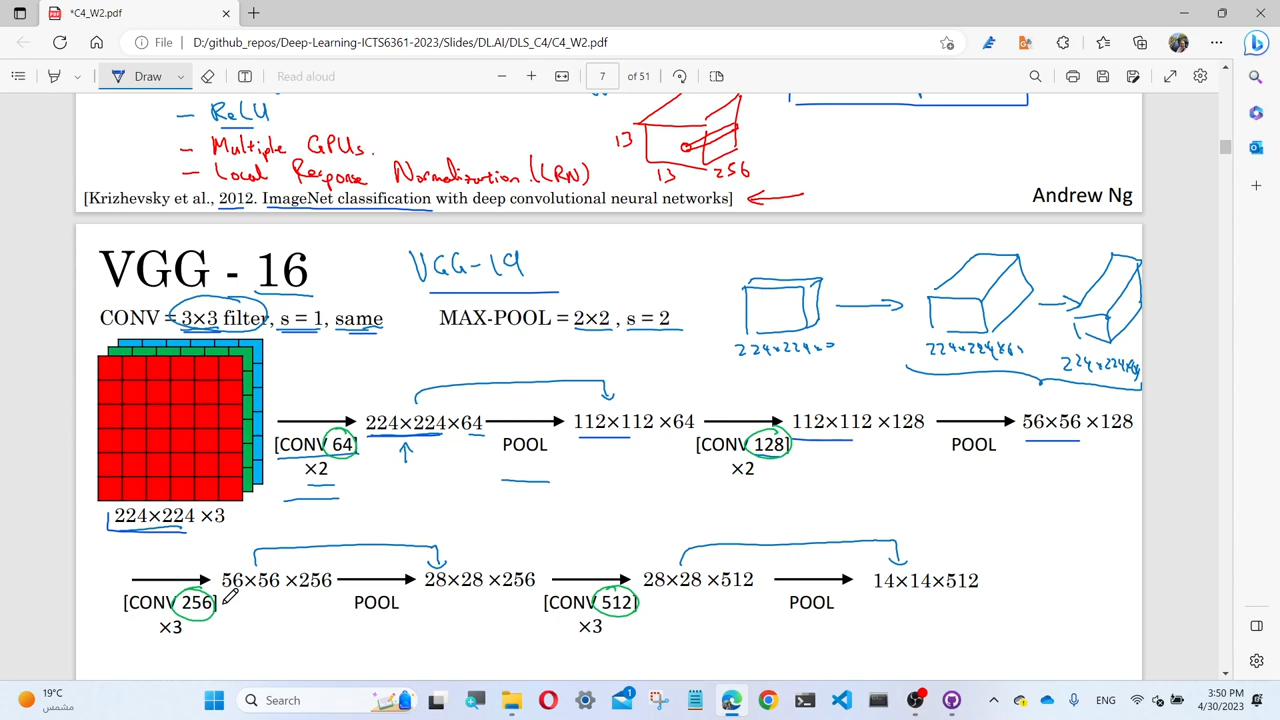 *C4_W2.pdf
File
D:/github_repos/Deep-Learning-ICTS6361-2023/Slides/DL.AI/DLS_C4/C4_W2.pdf
Draw
Read aloud
7 of 51
— ReLU
— Multiple GPUs.
— Local Response Normalization. (LRN)
13
13
256
[Krizhevsky et al., 2012. ImageNet classification with deep convolutional neural networks]
Andrew Ng
VGG - 16
VGG-19
CONV = 3×3 filter, s = 1, same
MAX-POOL = 2×2 , s = 2
224×224×3
224×224×64
224×224×64
224×224×64
112×112 ×64
112×112 ×128
56×56 ×128
[CONV 64]
POOL
[CONV 128]
POOL
×2
×2
224×224 ×3
56×56 ×256
28×28 ×256
28×28 ×512
14×14×512
[CONV 256]
POOL
[CONV 512]
POOL
×3
×3
19°C
مشمس
Search
1
ENG
3:50 PM
4/30/2023